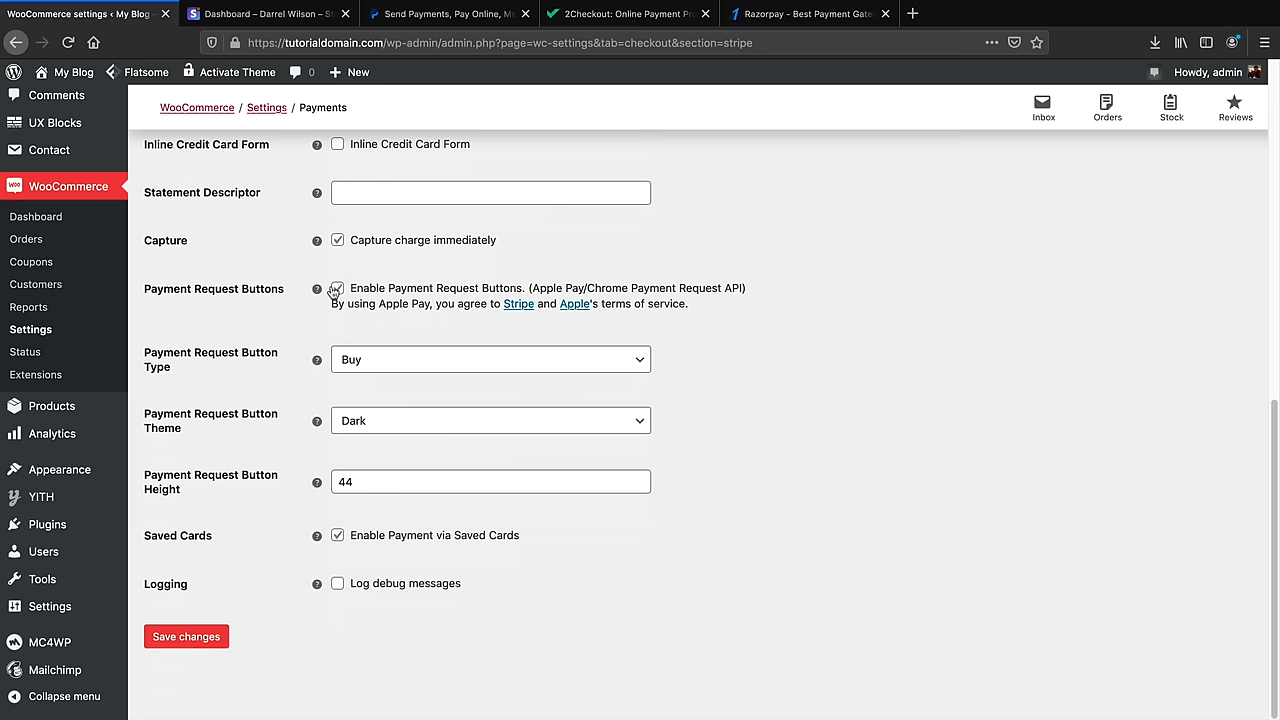 WooCommerce settings ‹ My Blog
Dashboard – Darrel Wilson – St
Send Payments, Pay Online, Me
2Checkout: Online Payment Pr
Razorpay - Best Payment Gate
https://tutorialdomain.com/wp-admin/admin.php?page=wc-settings&tab=checkout&section=stripe
My Blog
Flatsome
Activate Theme
0
New
Howdy, admin
Comments
UX Blocks
Contact
WooCommerce
Dashboard
Orders
Coupons
Customers
Reports
Settings
Status
Extensions
Products
Analytics
Appearance
YITH
Plugins
Users
Tools
Settings
MC4WP
Mailchimp
Collapse menu
WooCommerce / Settings / Payments
Inbox
Orders
Stock
Reviews
Inline Credit Card Form
Inline Credit Card Form
Statement Descriptor
Capture
Capture charge immediately
Payment Request Buttons
Enable Payment Request Buttons. (Apple Pay/Chrome Payment Request API)
By using Apple Pay, you agree to Stripe and Apple's terms of service.
Payment Request Button
Type
Buy
Payment Request Button
Theme
Dark
Payment Request Button
Height
44
Saved Cards
Enable Payment via Saved Cards
Logging
Log debug messages
Save changes